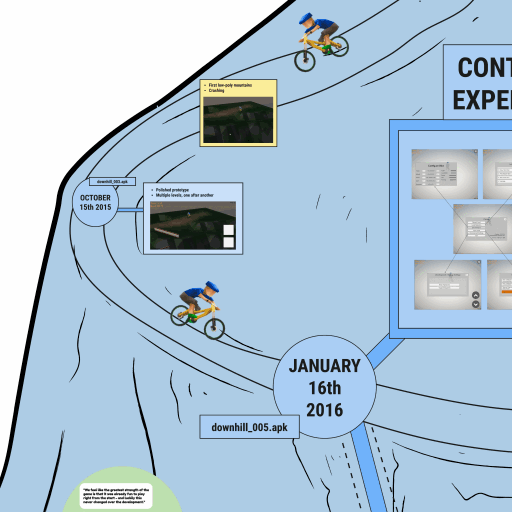 • First low-poly mountains
• Crashing
CONT
EXPE
downhill_003.apk
OCTOBER
15th 2015
• Polished prototype
• Multiple levels, one after another
JANUARY
16th
2016
downhill_005.apk
"We feel like the greatest strength of the
game is that it was already fun to play
right from the start – and luckily this
never changed over the development."